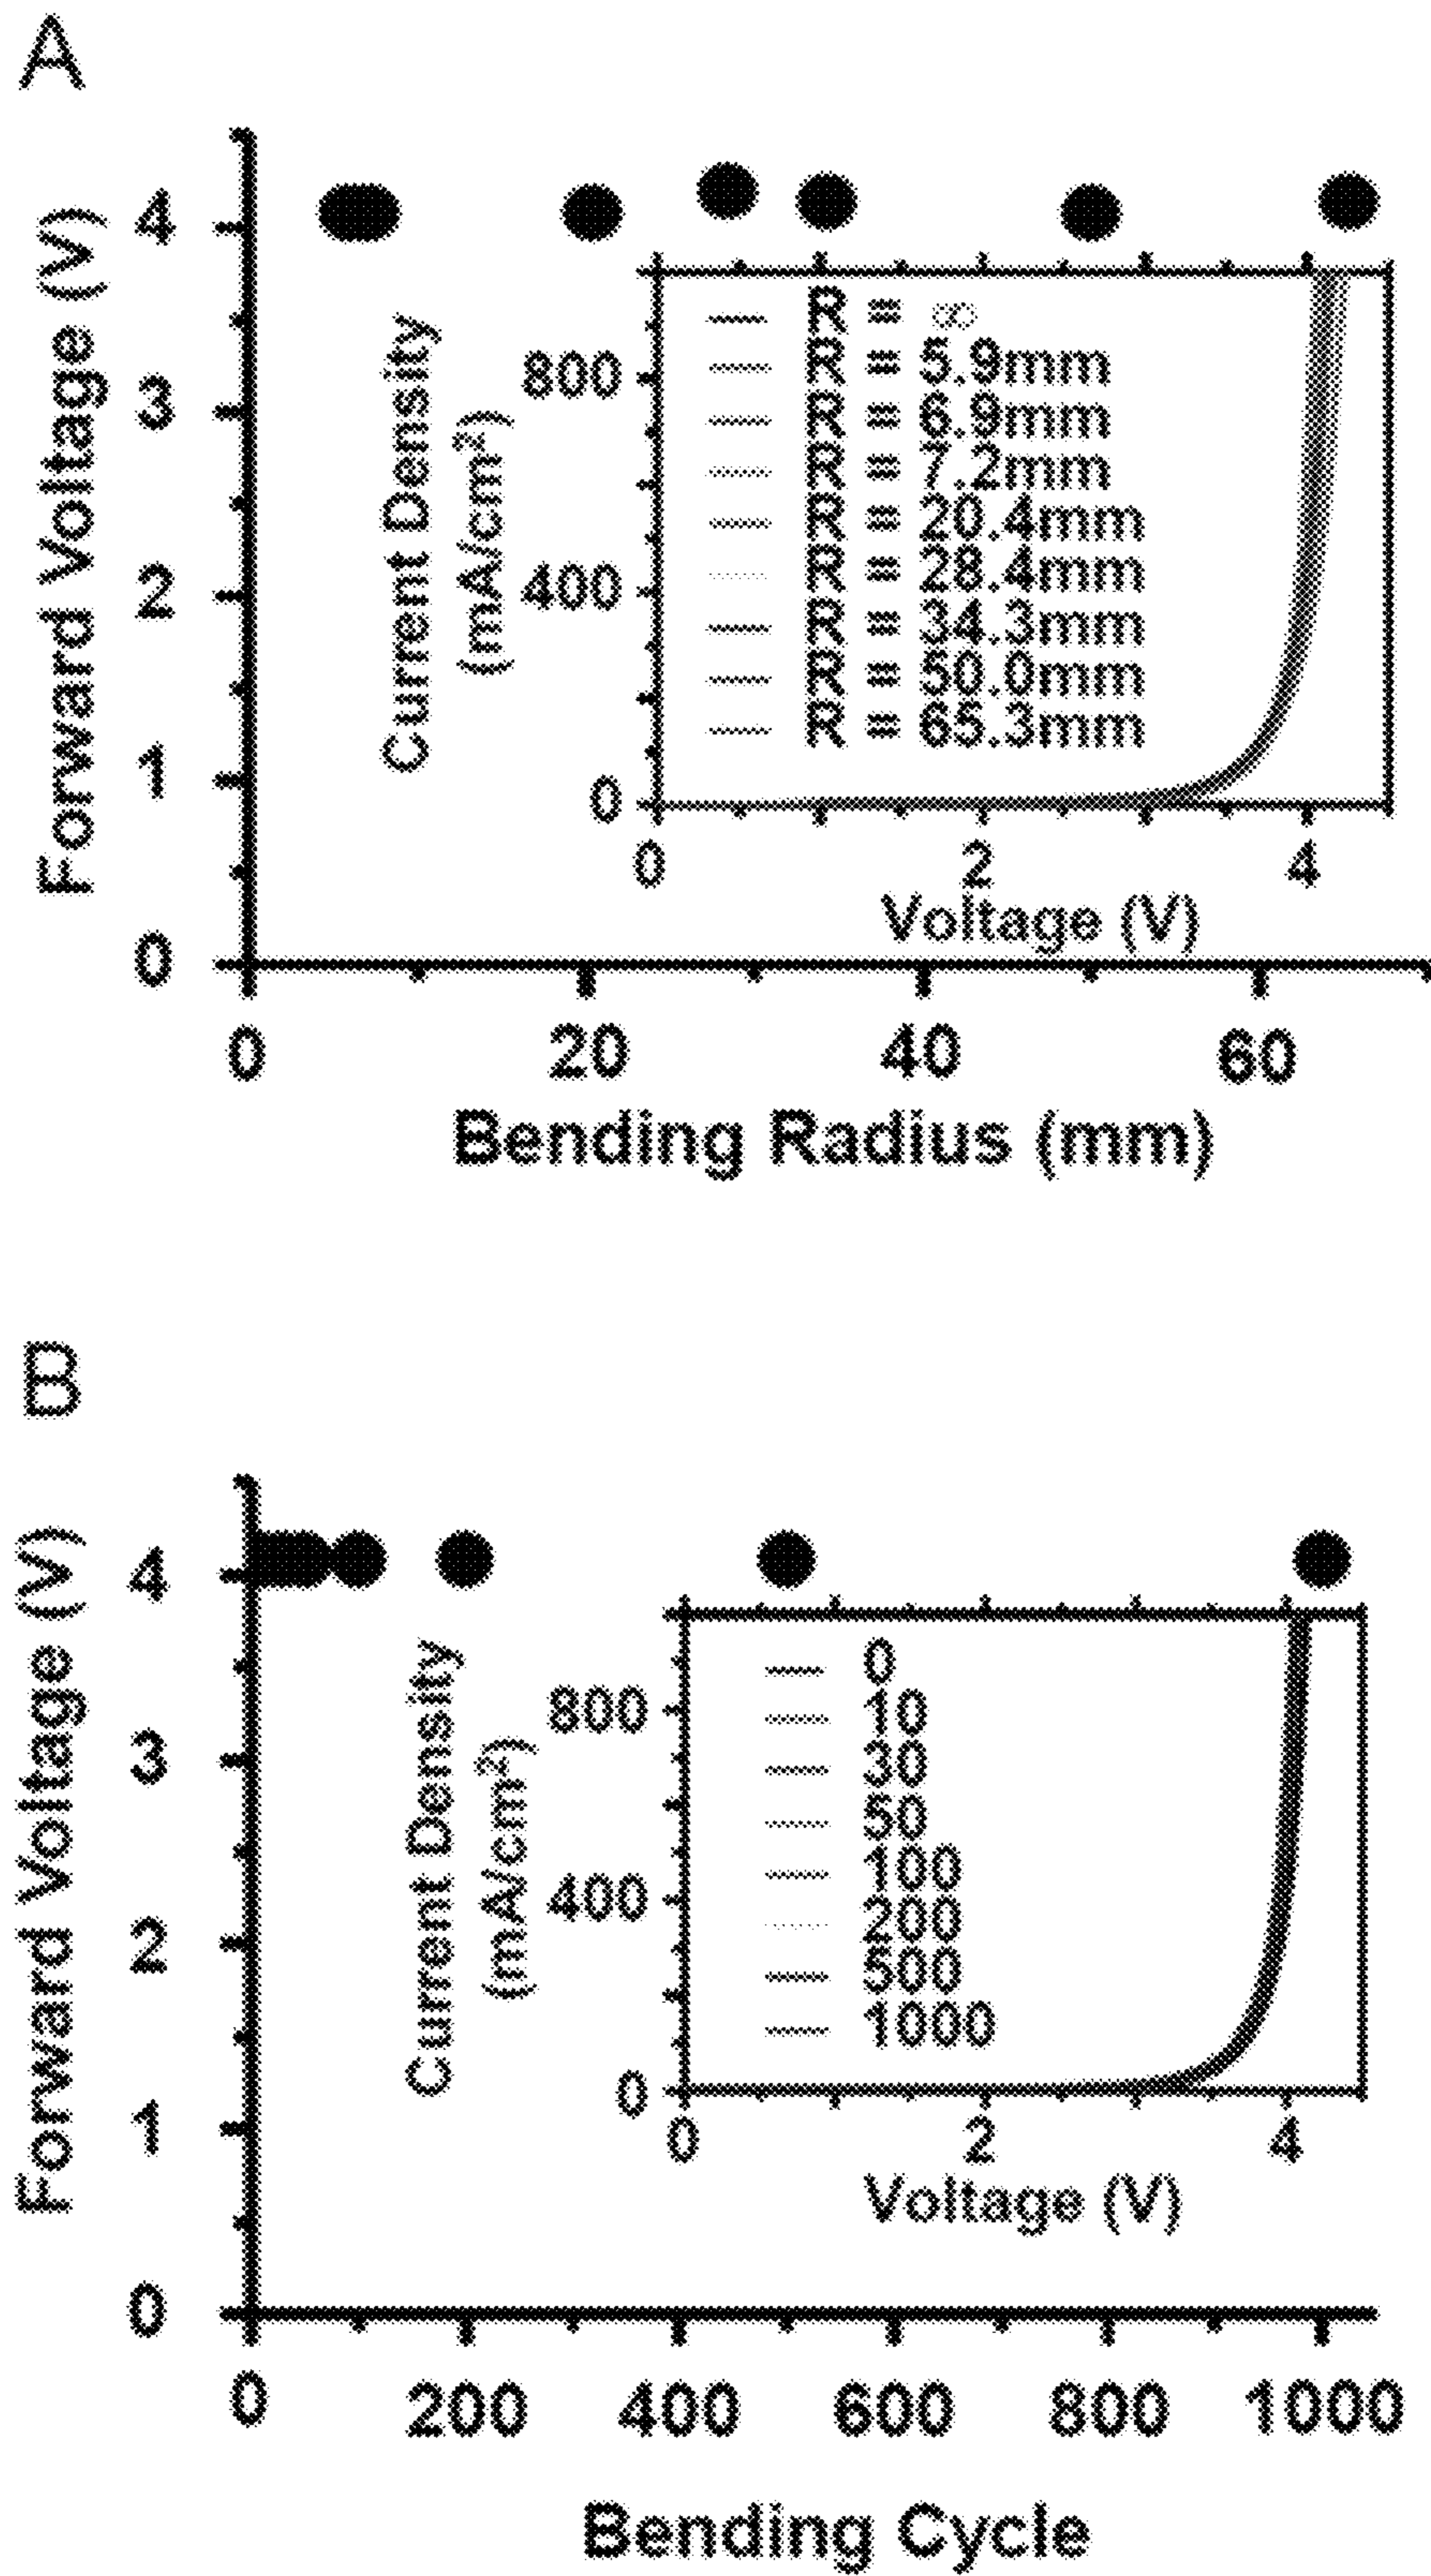 A
Forward Voltage (V)
4
3
2
1
0
Current Density
(mA/cm²)
800
400
0
R = ∞
R = 5.9mm
R = 6.9mm
R = 7.2mm
R = 20.4mm
R = 28.4mm
R = 34.3mm
R = 50.0mm
R = 65.3mm
0 2 4
Voltage (V)
0 20 40 60
Bending Radius (mm)
B
Forward Voltage (V)
4
3
2
1
0
Current Density
(mA/cm²)
800
400
0
0
10
30
50
100
200
500
1000
0 2 4
Voltage (V)
0 200 400 600 800 1000
Bending Cycle